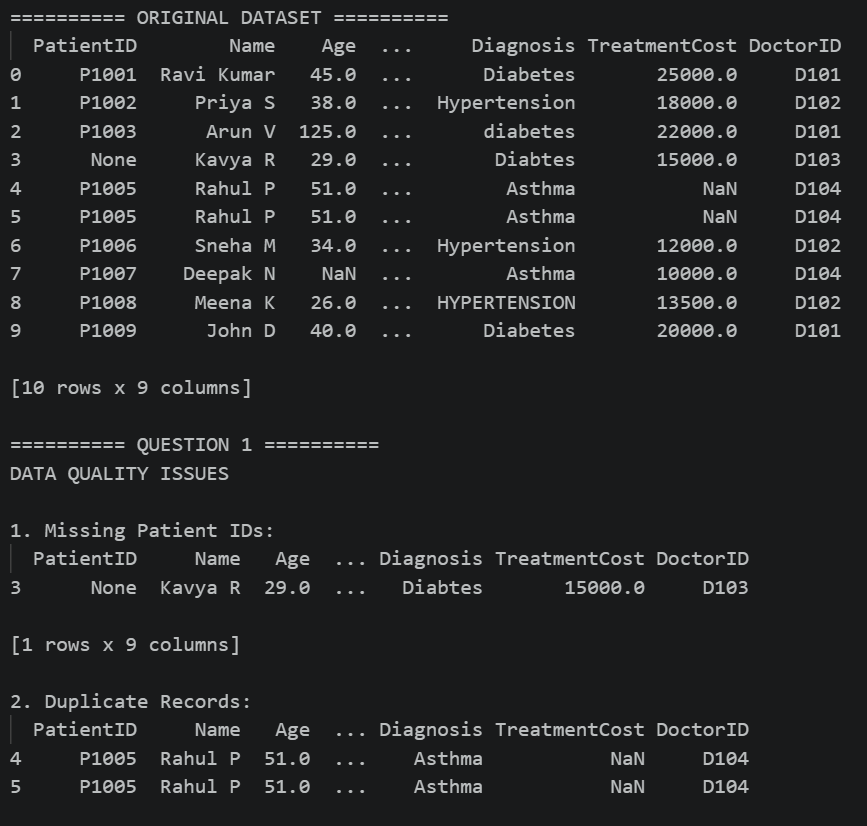 ========== ORIGINAL DATASET ==========
PatientID Name Age ... Diagnosis TreatmentCost DoctorID
0 P1001 Ravi Kumar 45.0 ... Diabetes 25000.0 D101
1 P1002 Priya S 38.0 ... Hypertension 18000.0 D102
2 P1003 Arun V 125.0 ... diabetes 22000.0 D101
3 None Kavya R 29.0 ... Diabtes 15000.0 D103
4 P1005 Rahul P 51.0 ... Asthma NaN D104
5 P1005 Rahul P 51.0 ... Asthma NaN D104
6 P1006 Sneha M 34.0 ... Hypertension 12000.0 D102
7 P1007 Deepak N NaN ... Asthma 10000.0 D104
8 P1008 Meena K 26.0 ... HYPERTENSION 13500.0 D102
9 P1009 John D 40.0 ... Diabetes 20000.0 D101
[10 rows x 9 columns]
========== QUESTION 1 ==========
DATA QUALITY ISSUES
1. Missing Patient IDs:
PatientID Name Age ... Diagnosis TreatmentCost DoctorID
3 None Kavya R 29.0 ... Diabtes 15000.0 D103
[1 rows x 9 columns]
2. Duplicate Records:
PatientID Name Age ... Diagnosis TreatmentCost DoctorID
4 P1005 Rahul P 51.0 ... Asthma NaN D104
5 P1005 Rahul P 51.0 ... Asthma NaN D104